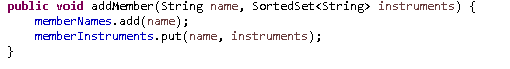 public void addMember(String name, SortedSet<String> instruments) {
    memberNames.add(name);
    memberInstruments.put(name, instruments);
}